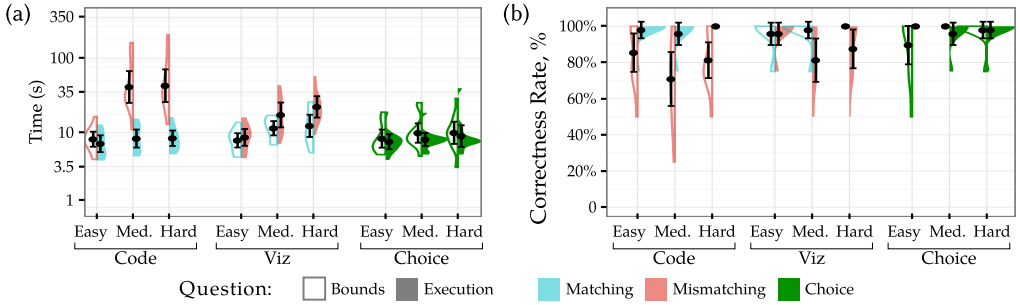 (a)
Time (s)
350
100
35
10
3.5
1
Easy Med. Hard Easy Med. Hard Easy Med. Hard
Code Viz Choice
(b)
Correctness Rate, %
100%
80%
60%
40%
20%
0
Easy Med. Hard Easy Med. Hard Easy Med. Hard
Code Viz Choice
Question: Bounds Execution Matching Mismatching Choice